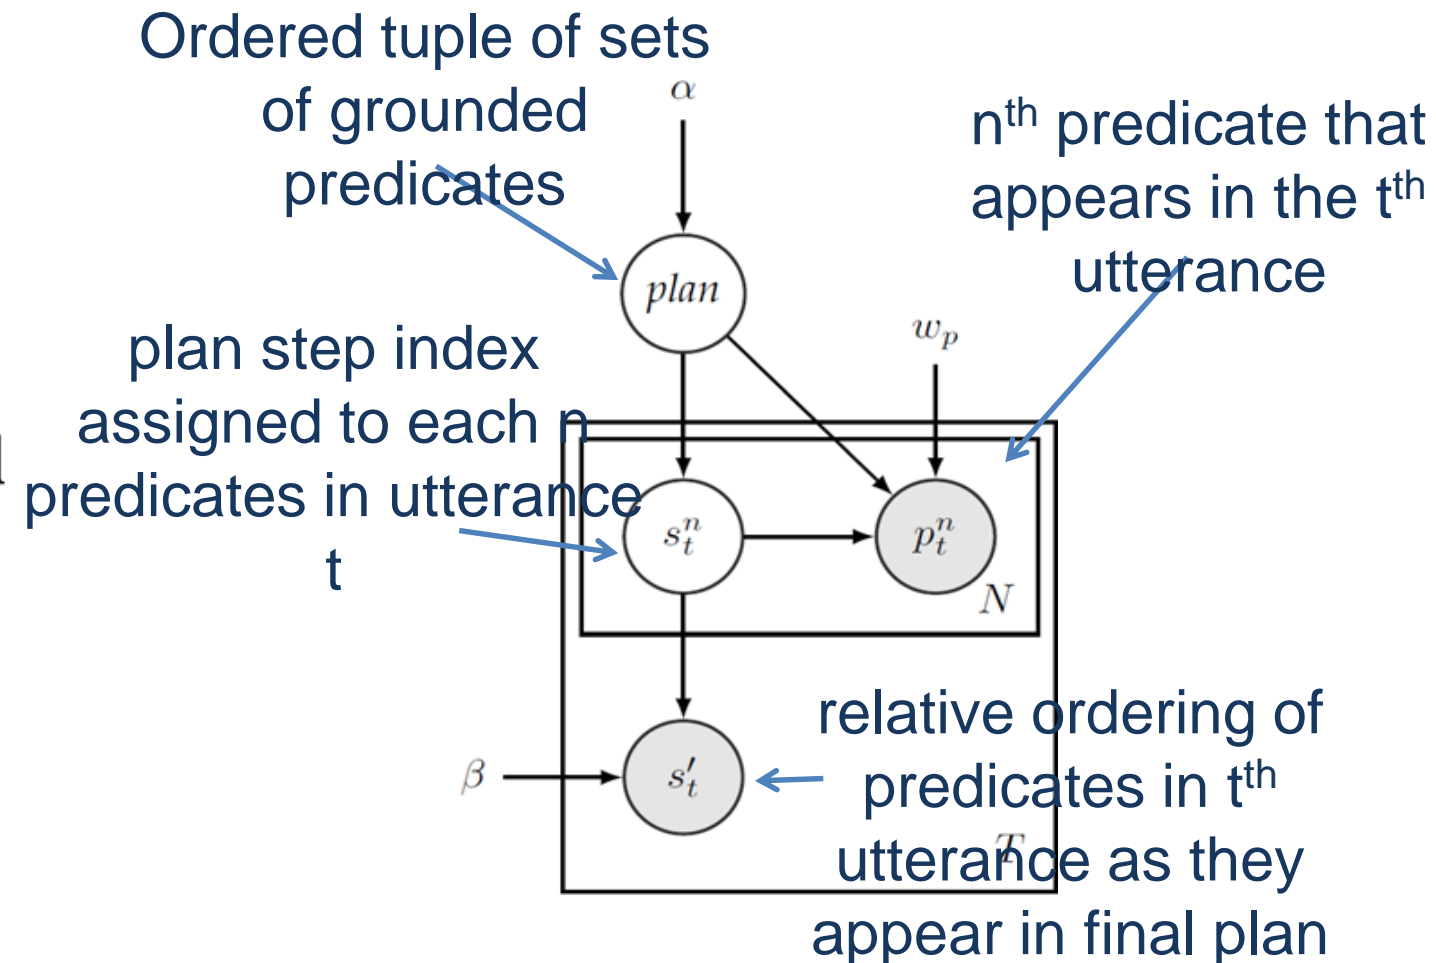 Ordered tuple of sets
of grounded
predicates
α
nth predicate that
appears in the tth
utterance
plan
w_p
plan step index
assigned to each n
predicates in utterance
t
s_t^n
p_t^n
N
β
s′_t
relative ordering of
predicates in tth
utterance as they
appear in final plan
T